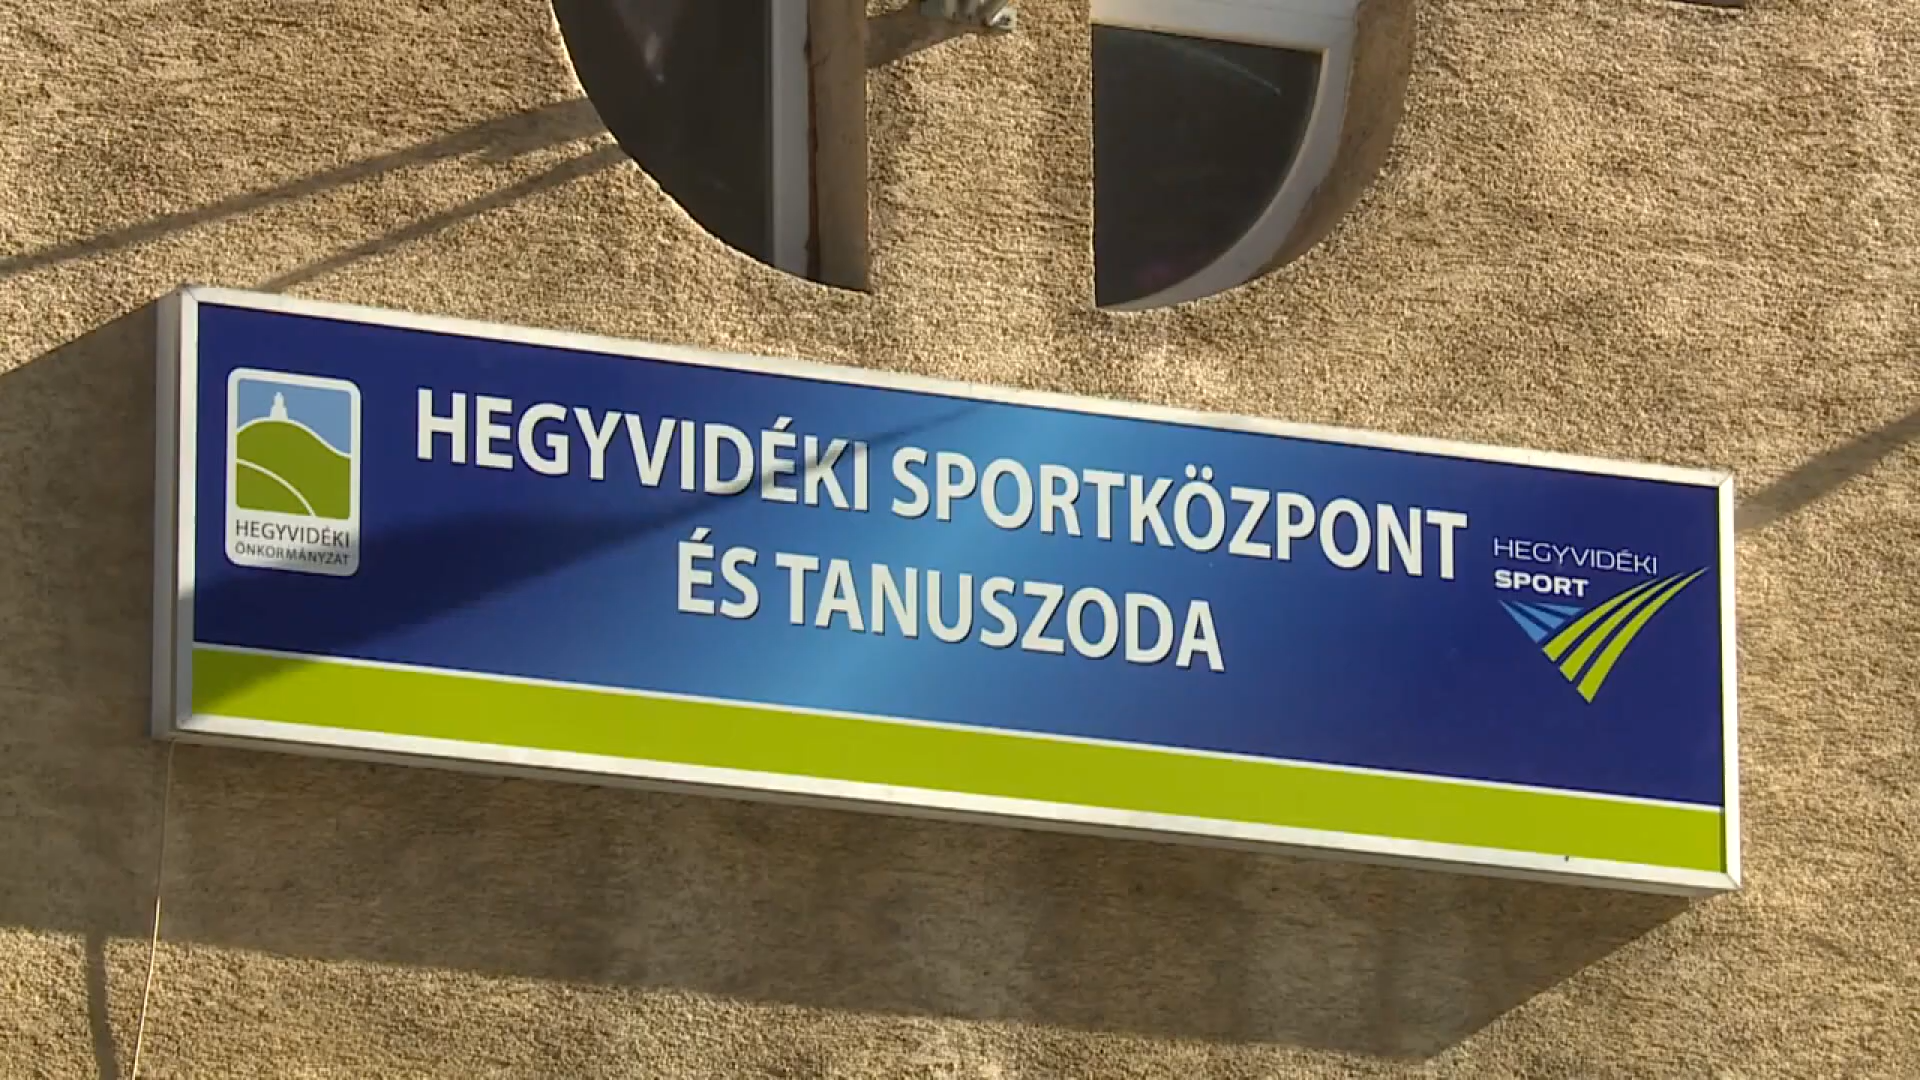 HEGYVIDÉKI SPORTKÖZPONT
ÉS TANUSZODA
HEGYVIDÉKI
ÖNKORMÁNYZAT
HEGYVIDÉKI
SPORT